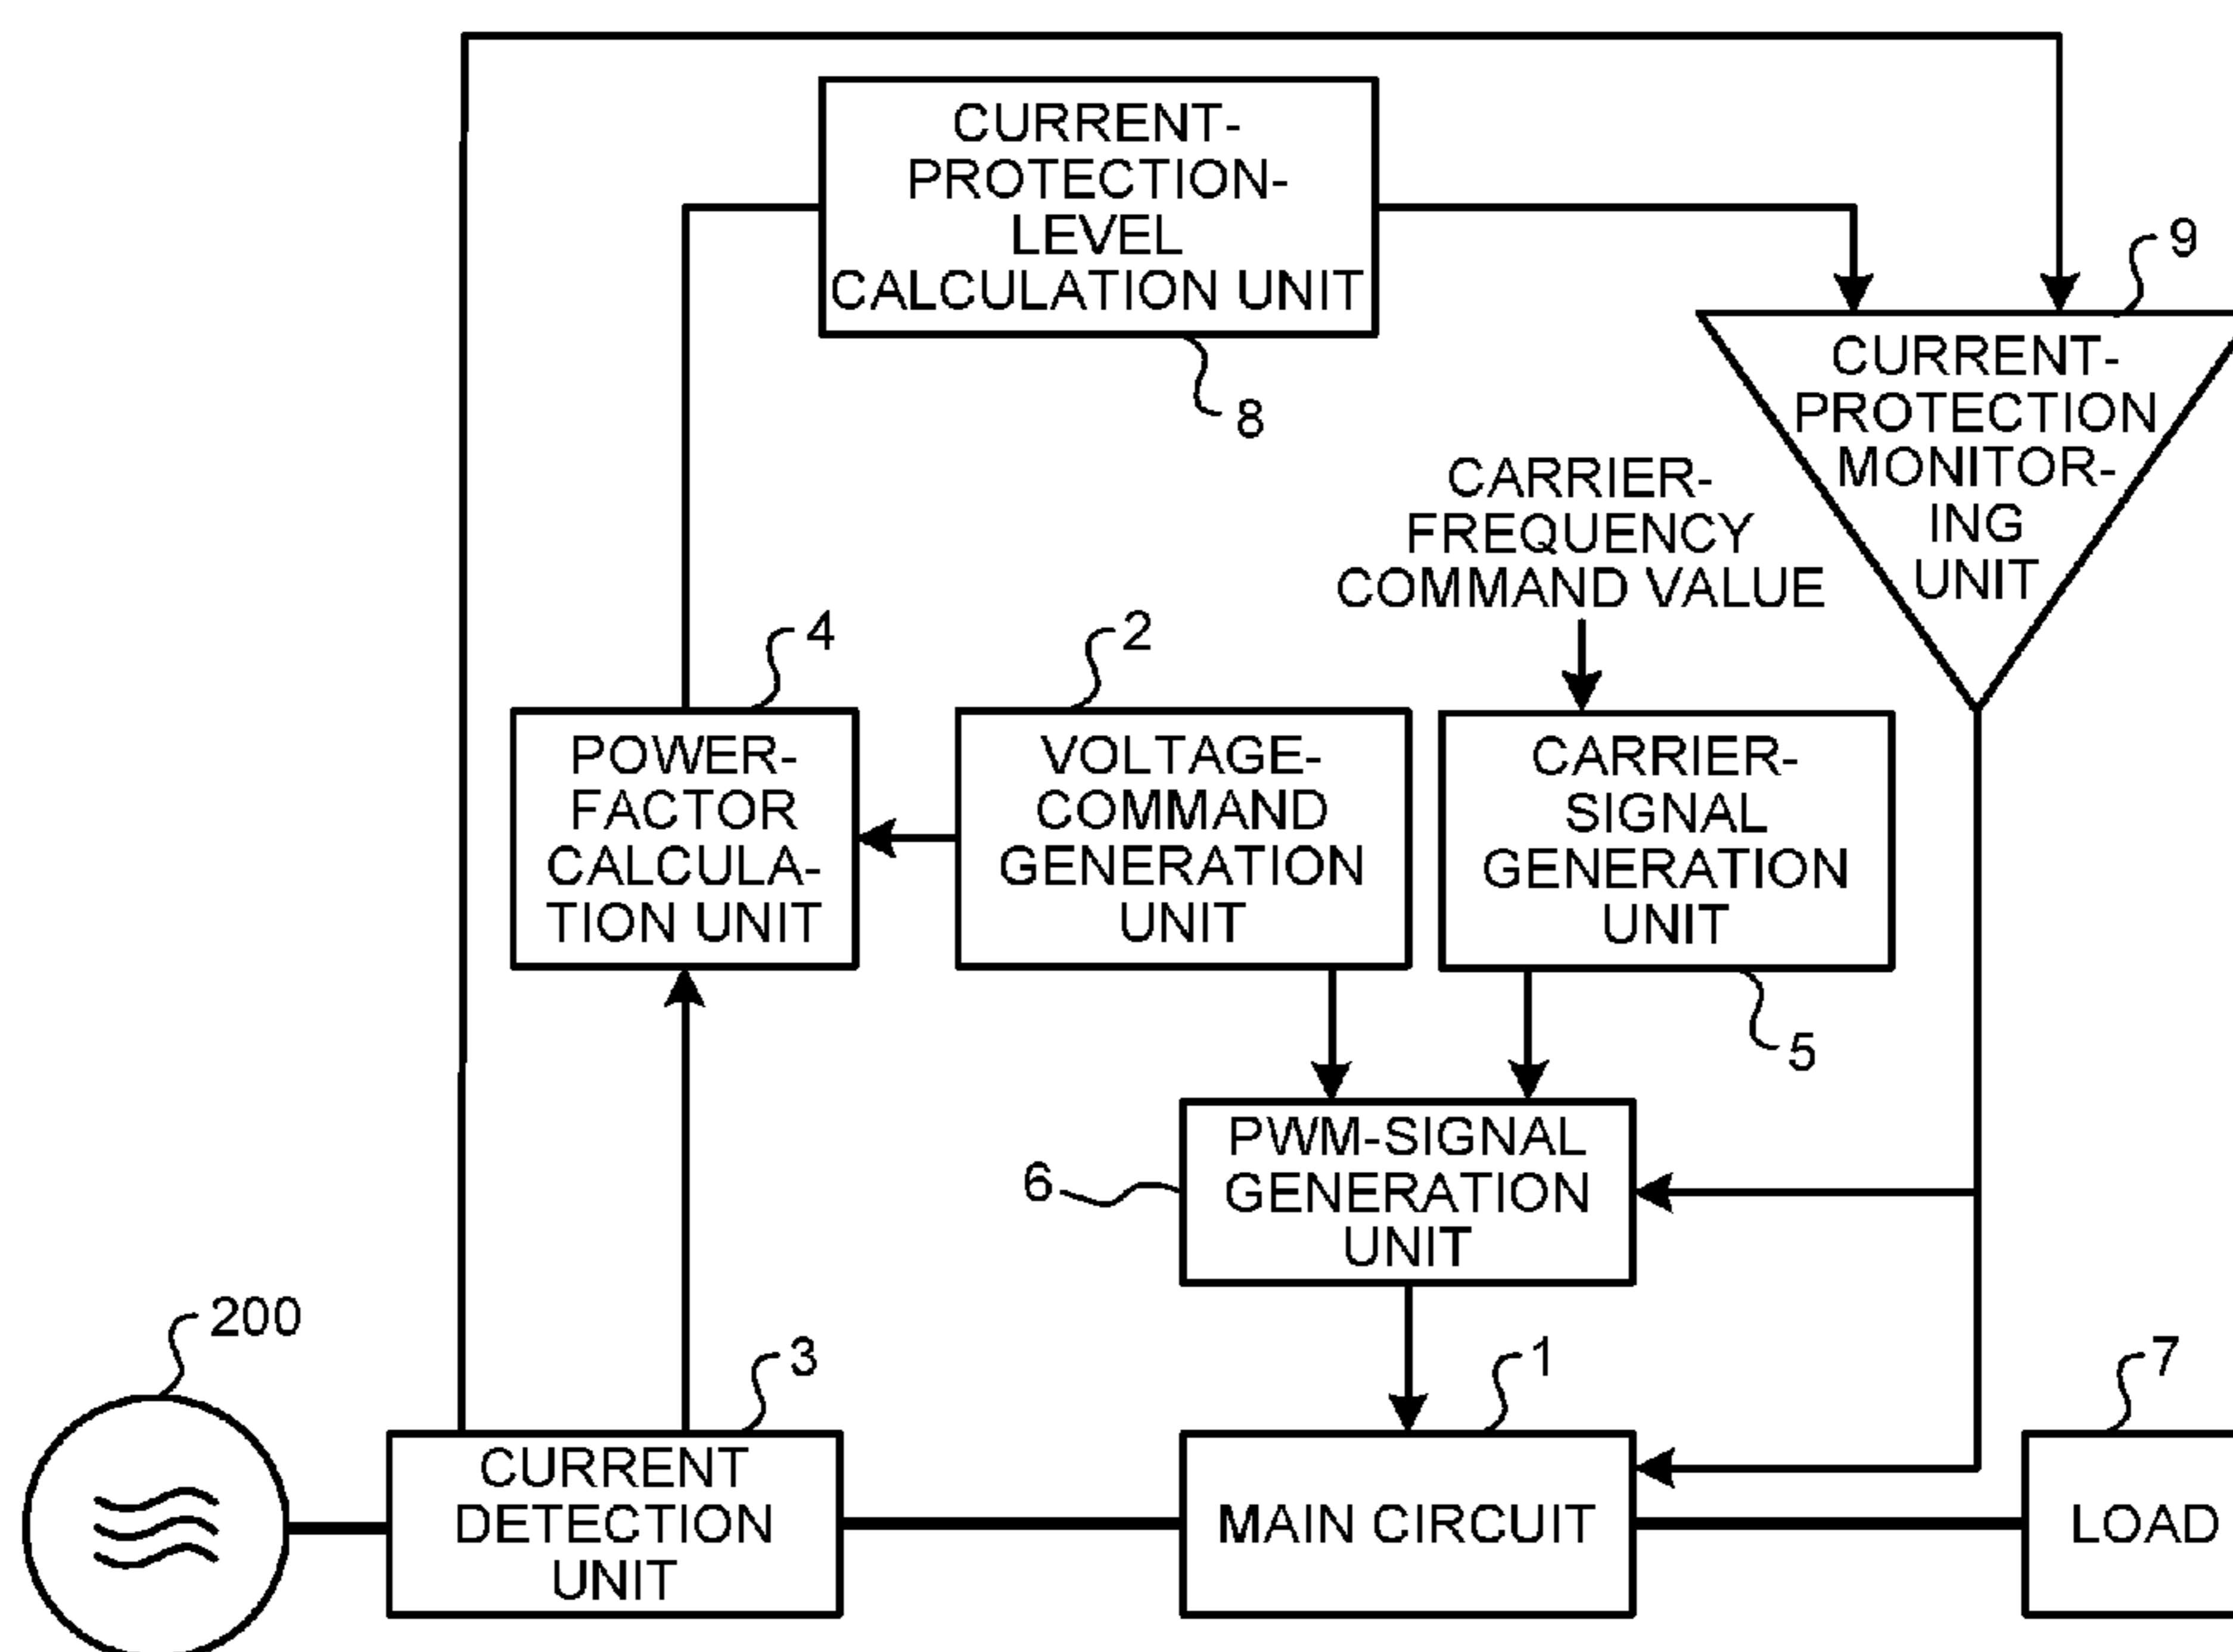 CURRENT-
PROTECTION-
LEVEL
CALCULATION UNIT
8
9
CURRENT-
PROTECTION
MONITOR-
ING
UNIT
CARRIER-
FREQUENCY
COMMAND VALUE
4
POWER-
FACTOR
CALCULA-
TION UNIT
2
VOLTAGE-
COMMAND
GENERATION
UNIT
CARRIER-
SIGNAL
GENERATION
UNIT
5
6
PWM-SIGNAL
GENERATION
UNIT
200
3
CURRENT
DETECTION
UNIT
1
MAIN CIRCUIT
7
LOAD